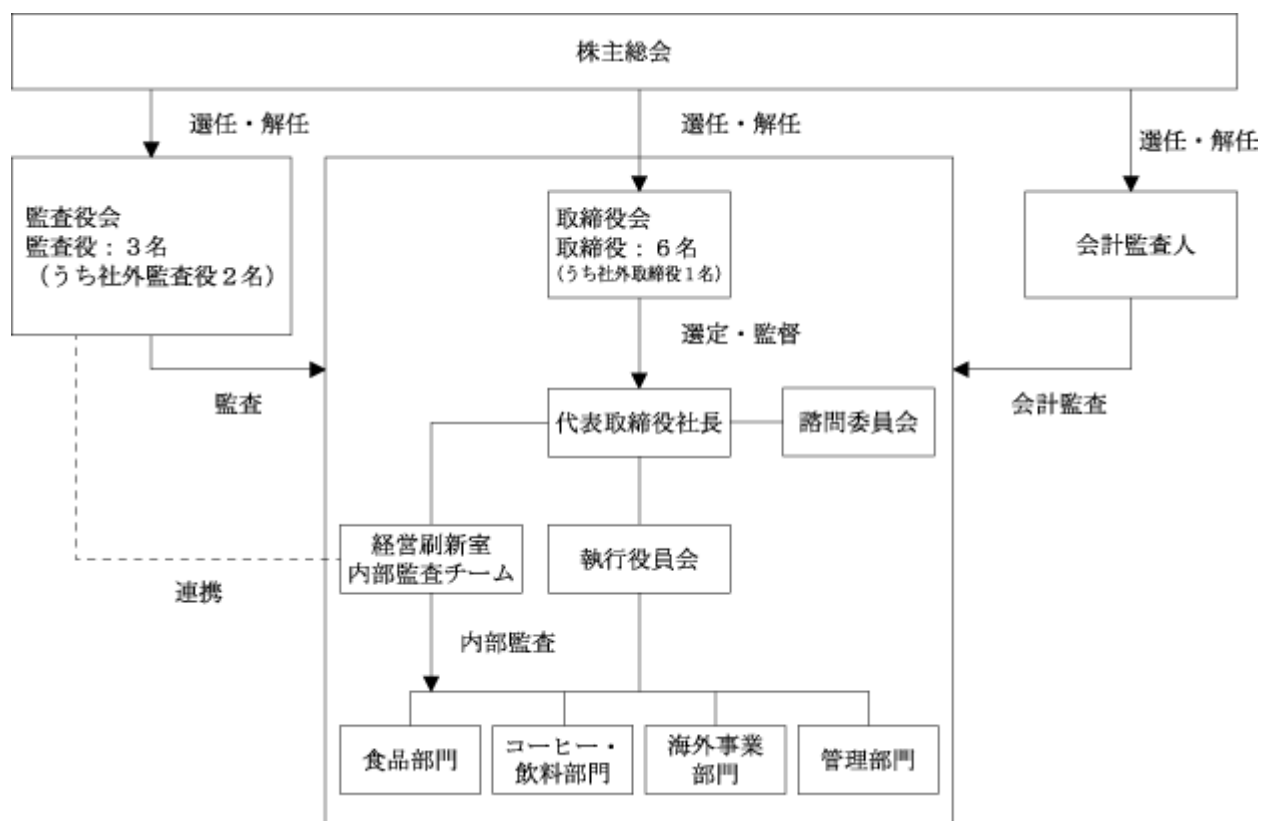 株主総会
選任・解任
選任・解任
選任・解任
監査役会
監査役：３名
（うち社外監査役２名）
取締役会
取締役：６名
（うち社外取締役１名）
会計監査人
選定・監督
監査
会計監査
代表取締役社長
諮問委員会
経営刷新室
内部監査チーム
執行役員会
連携
内部監査
食品部門
コーヒー・
飲料部門
海外事業
部門
管理部門